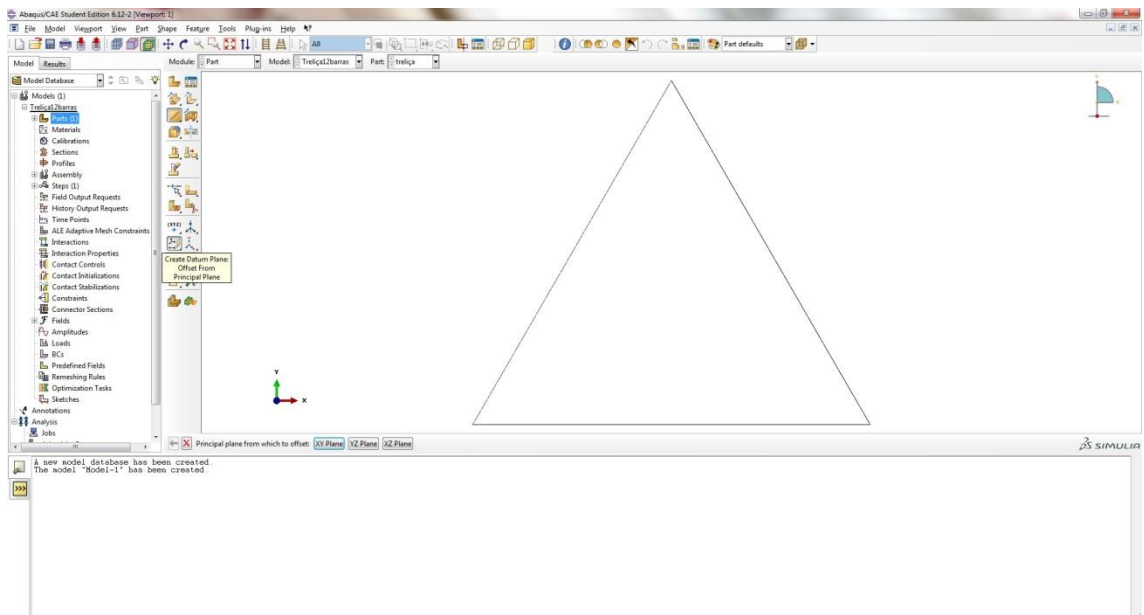 Abaqus/CAE Student Edition 6.12-2 [Viewport: 1]
File Model Viewport View Part Shape Feature Tools Plug-ins Help
All
Part defaults
Model Results
Module: Part Model: Treliça12barras Part: treliça
Model Database
Models (1)
Treliça12barras
Parts (1)
Materials
Calibrations
Sections
Profiles
Assembly
Steps (1)
Field Output Requests
History Output Requests
Time Points
ALE Adaptive Mesh Constraints
Interactions
Interaction Properties
Contact Controls
Contact Initializations
Contact Stabilizations
Constraints
Connector Sections
Fields
Amplitudes
Loads
BCs
Predefined Fields
Remeshing Rules
Optimization Tasks
Sketches
Annotations
Analysis
Jobs
(XYZ)
Create Datum Plane:
Offset From
Principal Plane
Y
X
Principal plane from which to offset: XY Plane YZ Plane XZ Plane
SIMULIA
A new model database has been created.
The model "Model-1" has been created.
>>>